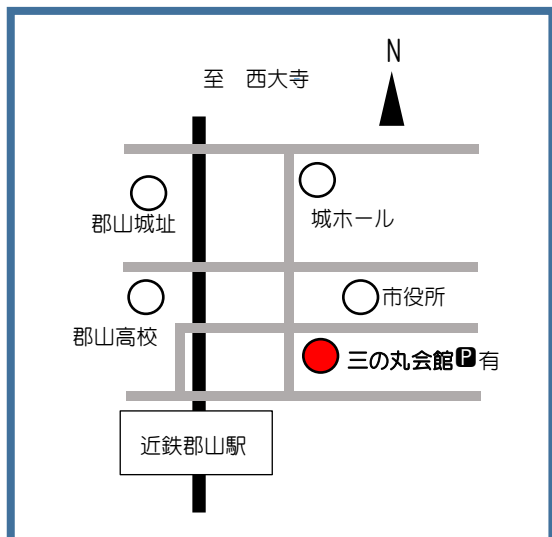 N
至　西大寺
郡山城址
城ホール
市役所
郡山高校
三の丸会館🅿有
近鉄郡山駅